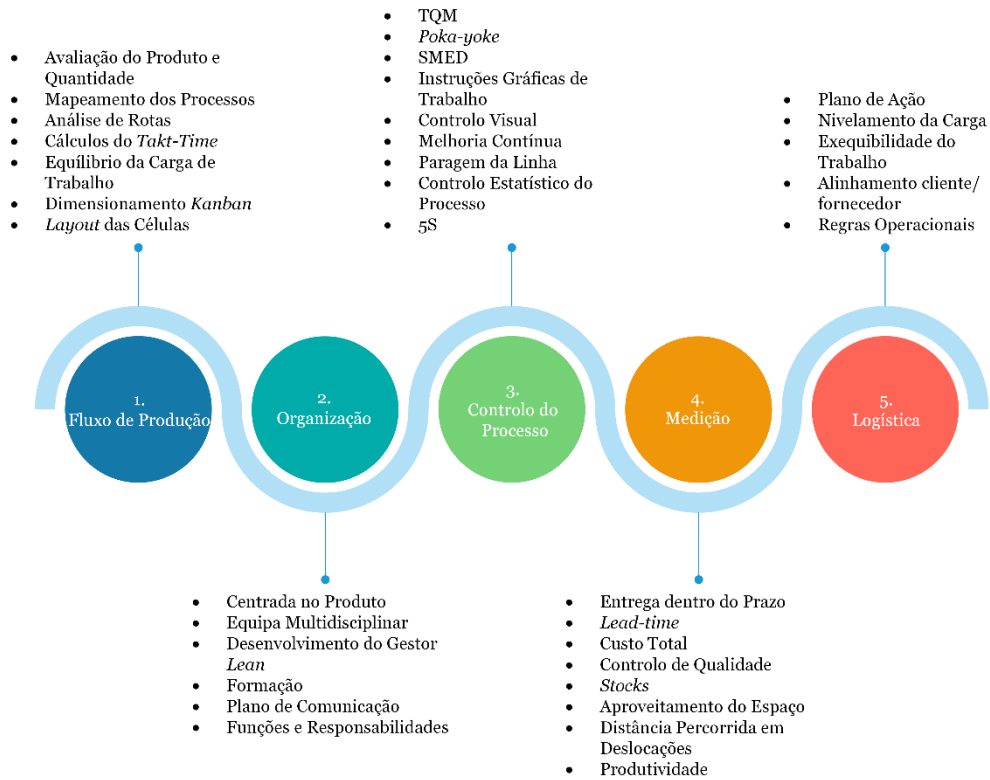 1.
Fluxo de Produção
• Avaliação do Produto e
Quantidade
• Mapeamento dos Processos
• Análise de Rotas
• Cálculos do Takt-Time
• Equílibrio da Carga de
Trabalho
• Dimensionamento Kanban
• Layout das Células
2.
Organização
• Centrada no Produto
• Equipa Multidisciplinar
• Desenvolvimento do Gestor
Lean
• Formação
• Plano de Comunicação
• Funções e Responsabilidades
3.
Controlo do
Processo
• TQM
• Poka-yoke
• SMED
• Instruções Gráficas de
Trabalho
• Controlo Visual
• Melhoria Contínua
• Paragem da Linha
• Controlo Estatístico do
Processo
• 5S
4.
Medição
• Entrega dentro do Prazo
• Lead-time
• Custo Total
• Controlo de Qualidade
• Stocks
• Aproveitamento do Espaço
• Distância Percorrida em
Deslocações
• Produtividade
5.
Logística
• Plano de Ação
• Nivelamento da Carga
• Exequibilidade do
Trabalho
• Alinhamento cliente/
fornecedor
• Regras Operacionais